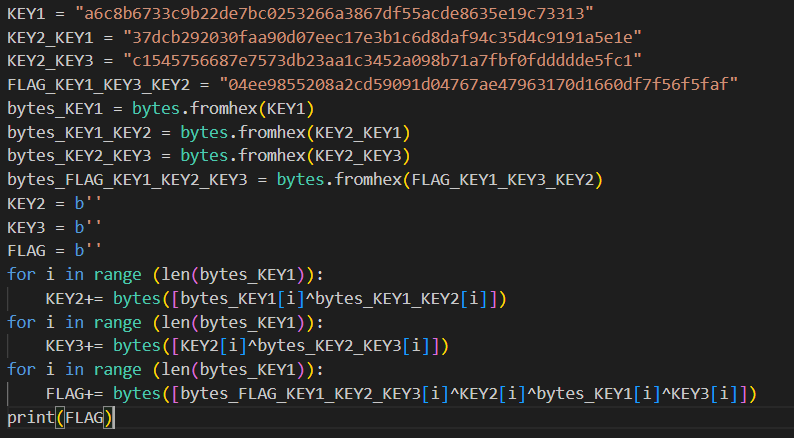 KEY1 = "a6c8b6733c9b22de7bc0253266a3867df55acde8635e19c73313"
KEY2_KEY1 = "37dcb292030faa90d07eec17e3b1c6d8daf94c35d4c9191a5e1e"
KEY2_KEY3 = "c1545756687e7573db23aa1c3452a098b71a7fbf0fddddde5fc1"
FLAG_KEY1_KEY3_KEY2 = "04ee9855208a2cd59091d04767ae47963170d1660df7f56f5faf"
bytes_KEY1 = bytes.fromhex(KEY1)
bytes_KEY1_KEY2 = bytes.fromhex(KEY2_KEY1)
bytes_KEY2_KEY3 = bytes.fromhex(KEY2_KEY3)
bytes_FLAG_KEY1_KEY2_KEY3 = bytes.fromhex(FLAG_KEY1_KEY3_KEY2)
KEY2 = b''
KEY3 = b''
FLAG = b''
for i in range (len(bytes_KEY1)):
    KEY2+= bytes([bytes_KEY1[i]^bytes_KEY1_KEY2[i]])
for i in range (len(bytes_KEY1)):
    KEY3+= bytes([KEY2[i]^bytes_KEY2_KEY3[i]])
for i in range (len(bytes_KEY1)):
    FLAG+= bytes([bytes_FLAG_KEY1_KEY2_KEY3[i]^KEY2[i]^bytes_KEY1[i]^KEY3[i]])
print(FLAG)